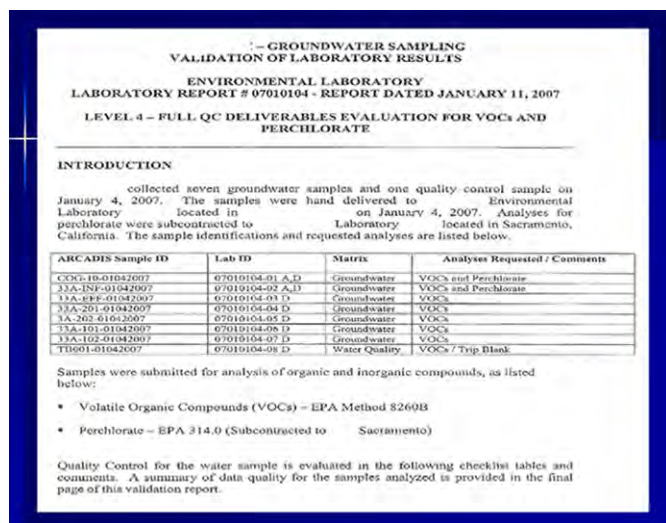 : – GROUNDWATER SAMPLING
VALIDATION OF LABORATORY RESULTS
ENVIRONMENTAL LABORATORY
LABORATORY REPORT # 07010104 - REPORT DATED JANUARY 11, 2007
LEVEL 4 – FULL QC DELIVERABLES EVALUATION FOR VOCs AND
PERCHLORATE
INTRODUCTION
collected seven groundwater samples and one quality control sample on
January 4, 2007. The samples were hand delivered to Environmental
Laboratory located in on January 4, 2007. Analyses for
perchlorate were subcontracted to Laboratory located in Sacramento,
California. The sample identifications and requested analyses are listed below.
ARCADIS Sample ID Lab ID Matrix Analyses Requested / Comments
COG-10-01042007 07010104-01 A,D Groundwater VOCs and Perchlorate
33A-INF-01042007 07010104-02 A,D Groundwater VOCs and Perchlorate
33A-EFF-01042007 07010104-03 D Groundwater VOCs
33A-201-01042007 07010104-04 D Groundwater VOCs
3A-202-01042007 07010104-05 D Groundwater VOCs
33A-101-01042007 07010104-06 D Groundwater VOCs
33A-102-01042007 07010104-07 D Groundwater VOCs
TB001-01042007 07010104-08 D Water Quality VOCs / Trip Blank
Samples were submitted for analysis of organic and inorganic compounds, as listed
below:
• Volatile Organic Compounds (VOCs) – EPA Method 8260B
• Perchlorate – EPA 314.0 (Subcontracted to Sacramento)
Quality Control for the water sample is evaluated in the following checklist tables and
comments. A summary of data quality for the samples analyzed is provided in the final
page of this validation report.